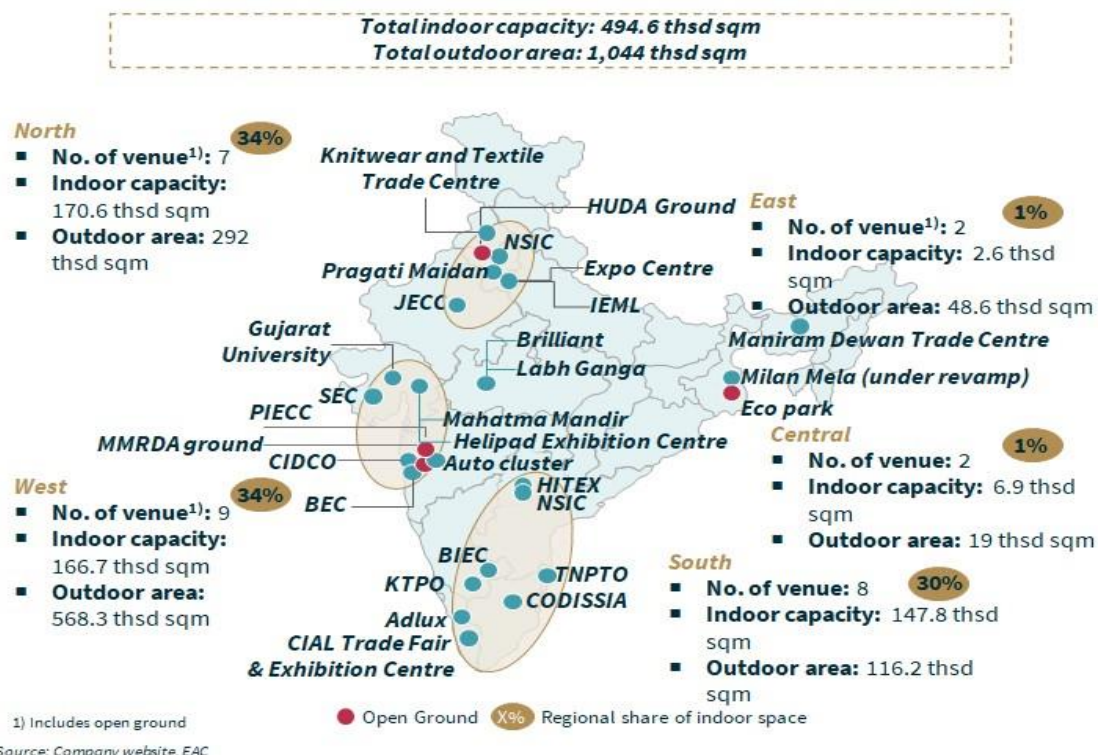 Total indoor capacity: 494.6 thsd sqm
Total outdoor area: 1,044 thsd sqm
North
34%
▪ No. of venue1): 7
▪ Indoor capacity:
170.6 thsd sqm
▪ Outdoor area: 292
thsd sqm
Knitwear and Textile
Trade Centre
HUDA Ground
NSIC
Pragati Maidan
Expo Centre
JECC
IEML
East
1%
▪ No. of venue1): 2
▪ Indoor capacity: 2.6 thsd
sqm
▪ Outdoor area: 48.6 thsd sqm
Maniram Dewan Trade Centre
Gujarat
University
Brilliant
Labh Ganga
Milan Mela (under revamp)
Eco park
SEC
PIECC
Mahatma Mandir
MMRDA ground
Helipad Exhibition Centre
CIDCO
Auto cluster
BEC
HITEX
NSIC
Central
1%
▪ No. of venue: 2
▪ Indoor capacity: 6.9 thsd
sqm
▪ Outdoor area: 19 thsd sqm
West
34%
▪ No. of venue1): 9
▪ Indoor capacity:
166.7 thsd sqm
▪ Outdoor area:
568.3 thsd sqm
BIEC
KTPO
TNPTO
CODISSIA
Adlux
CIAL Trade Fair
& Exhibition Centre
South
30%
▪ No. of venue: 8
▪ Indoor capacity: 147.8 thsd
sqm
▪ Outdoor area: 116.2 thsd
sqm
1) Includes open ground
Open Ground
X% Regional share of indoor space
Source: Company website, EAC